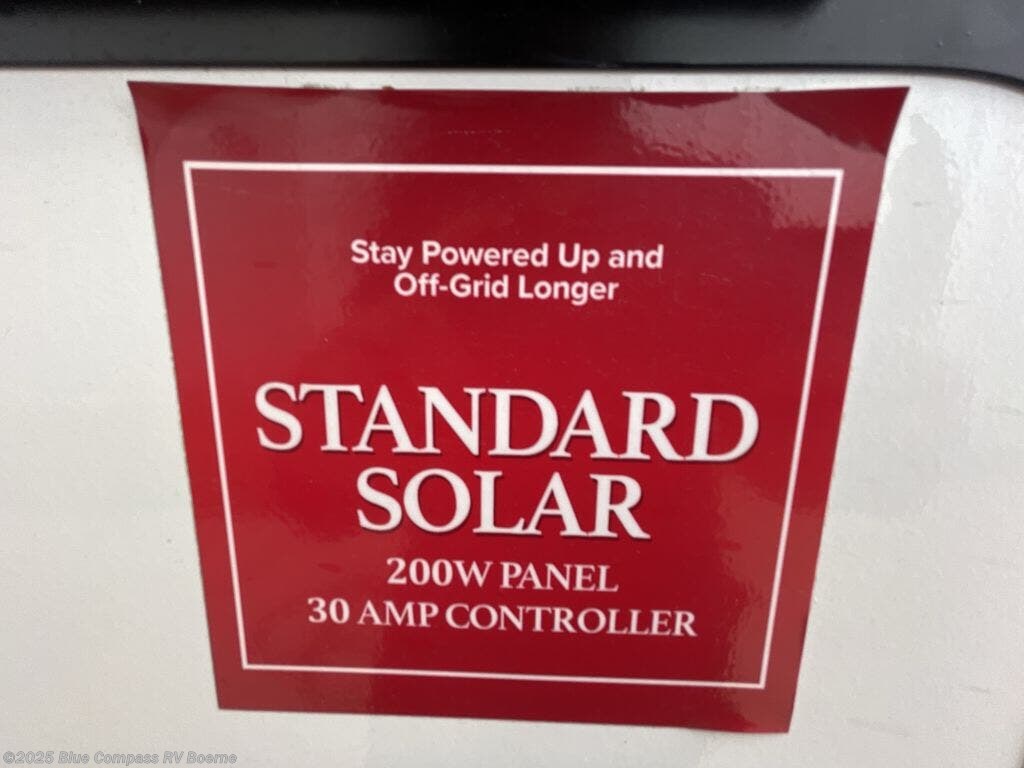 Stay Powered Up and
Off-Grid Longer
STANDARD
SOLAR
200W PANEL
30 AMP CONTROLLER
©2025 Blue Compass RV Boerne